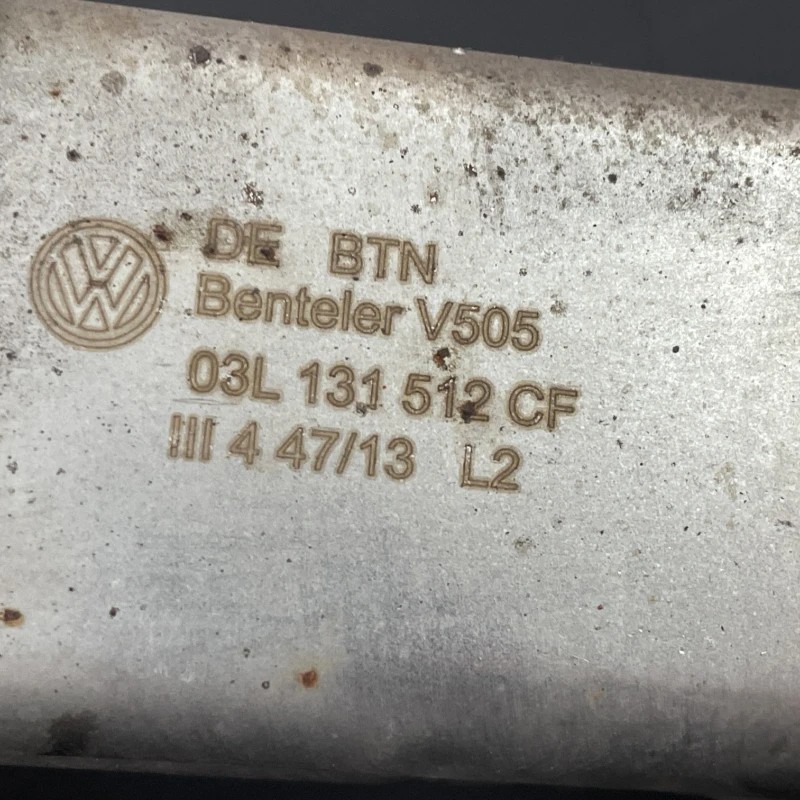 DE BTN
Benteler V505
03L 131 512 CF
III 4 47/13 L2